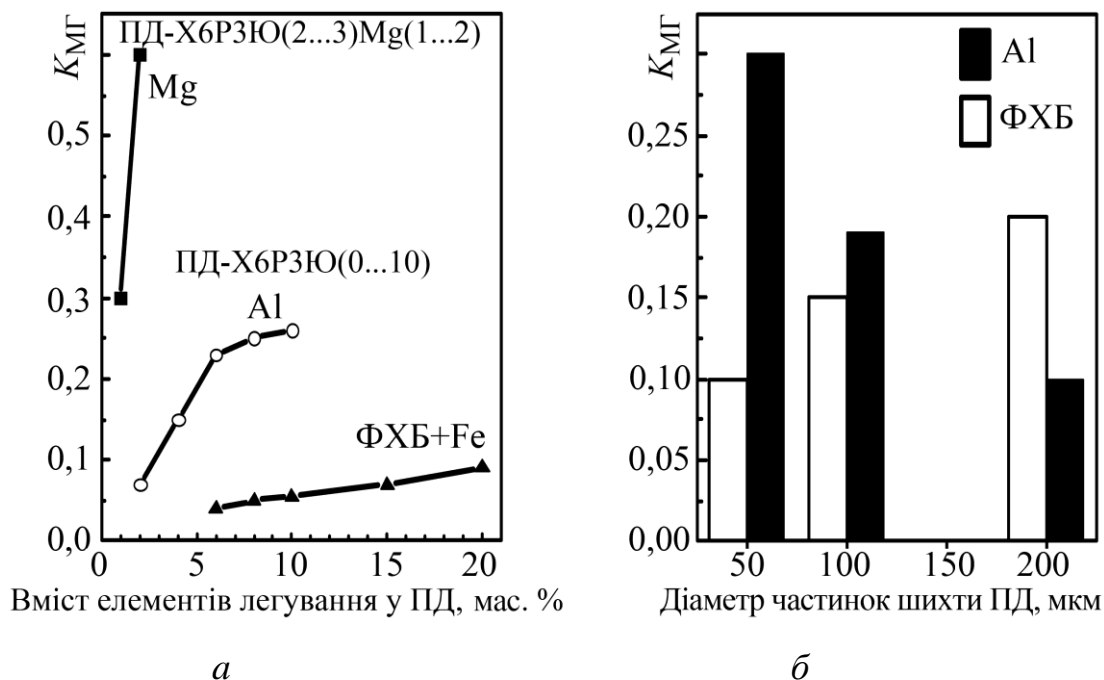 K_МГ
ПД-Х6Р3Ю(2...3)Mg(1...2)
Mg
0,5
0,4
ПД-Х6Р3Ю(0...10)
0,3
Al
0,2
ФХБ+Fe
0,1
0,0
0 5 10 15 20
Вміст елементів легування у ПД, мас. %
а
K_МГ
Al
ФХБ
0,25
0,20
0,15
0,10
0,05
0,00
50 100 150 200
Діаметр частинок шихти ПД, мкм
б